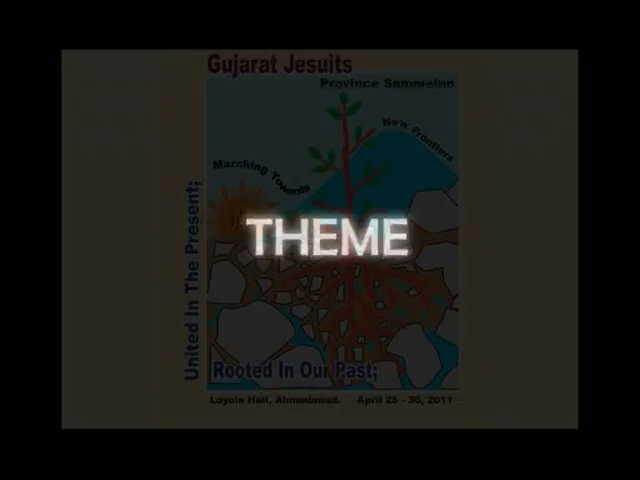 Gujarat Jesuits
Province Sammelan
New Frontiers
Marching Towards
United In The Present;
THEME
Rooted In Our Past;
Loyola Hall, Ahmedabad. April 25 - 30, 2011